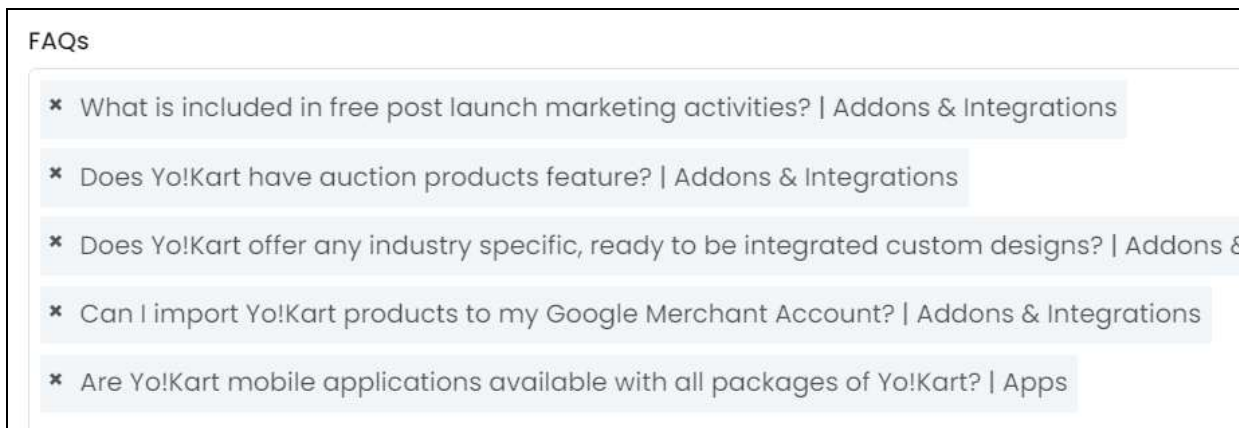 FAQs
× What is included in free post launch marketing activities? | Addons & Integrations
× Does Yo!Kart have auction products feature? | Addons & Integrations
× Does Yo!Kart offer any industry specific, ready to be integrated custom designs? | Addons &
× Can I import Yo!Kart products to my Google Merchant Account? | Addons & Integrations
× Are Yo!Kart mobile applications available with all packages of Yo!Kart? | Apps